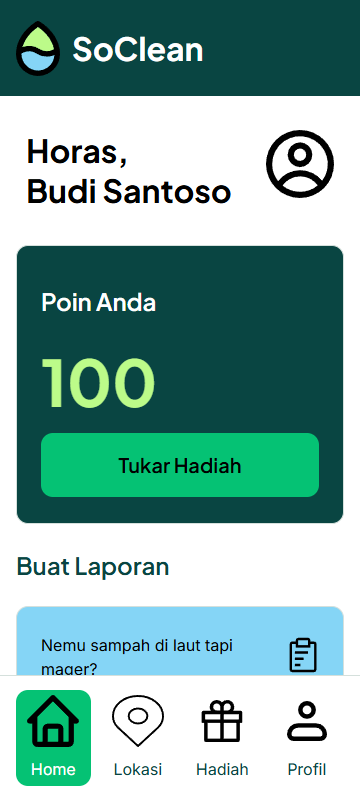 SoClean
Horas,
Budi Santoso
Poin Anda
100
Tukar Hadiah
Buat Laporan
Nemu sampah di laut tapi
mager?
Home
Lokasi
Hadiah
Profil